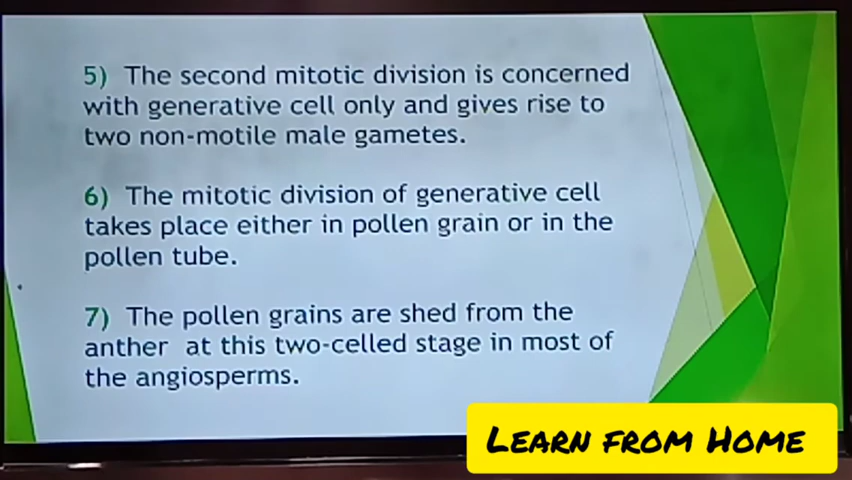 5) The second mitotic division is concerned
with generative cell only and gives rise to
two non-motile male gametes.
6) The mitotic division of generative cell
takes place either in pollen grain or in the
pollen tube.
7) The pollen grains are shed from the
anther at this two-celled stage in most of
the angiosperms.
LEARN FROM HOME